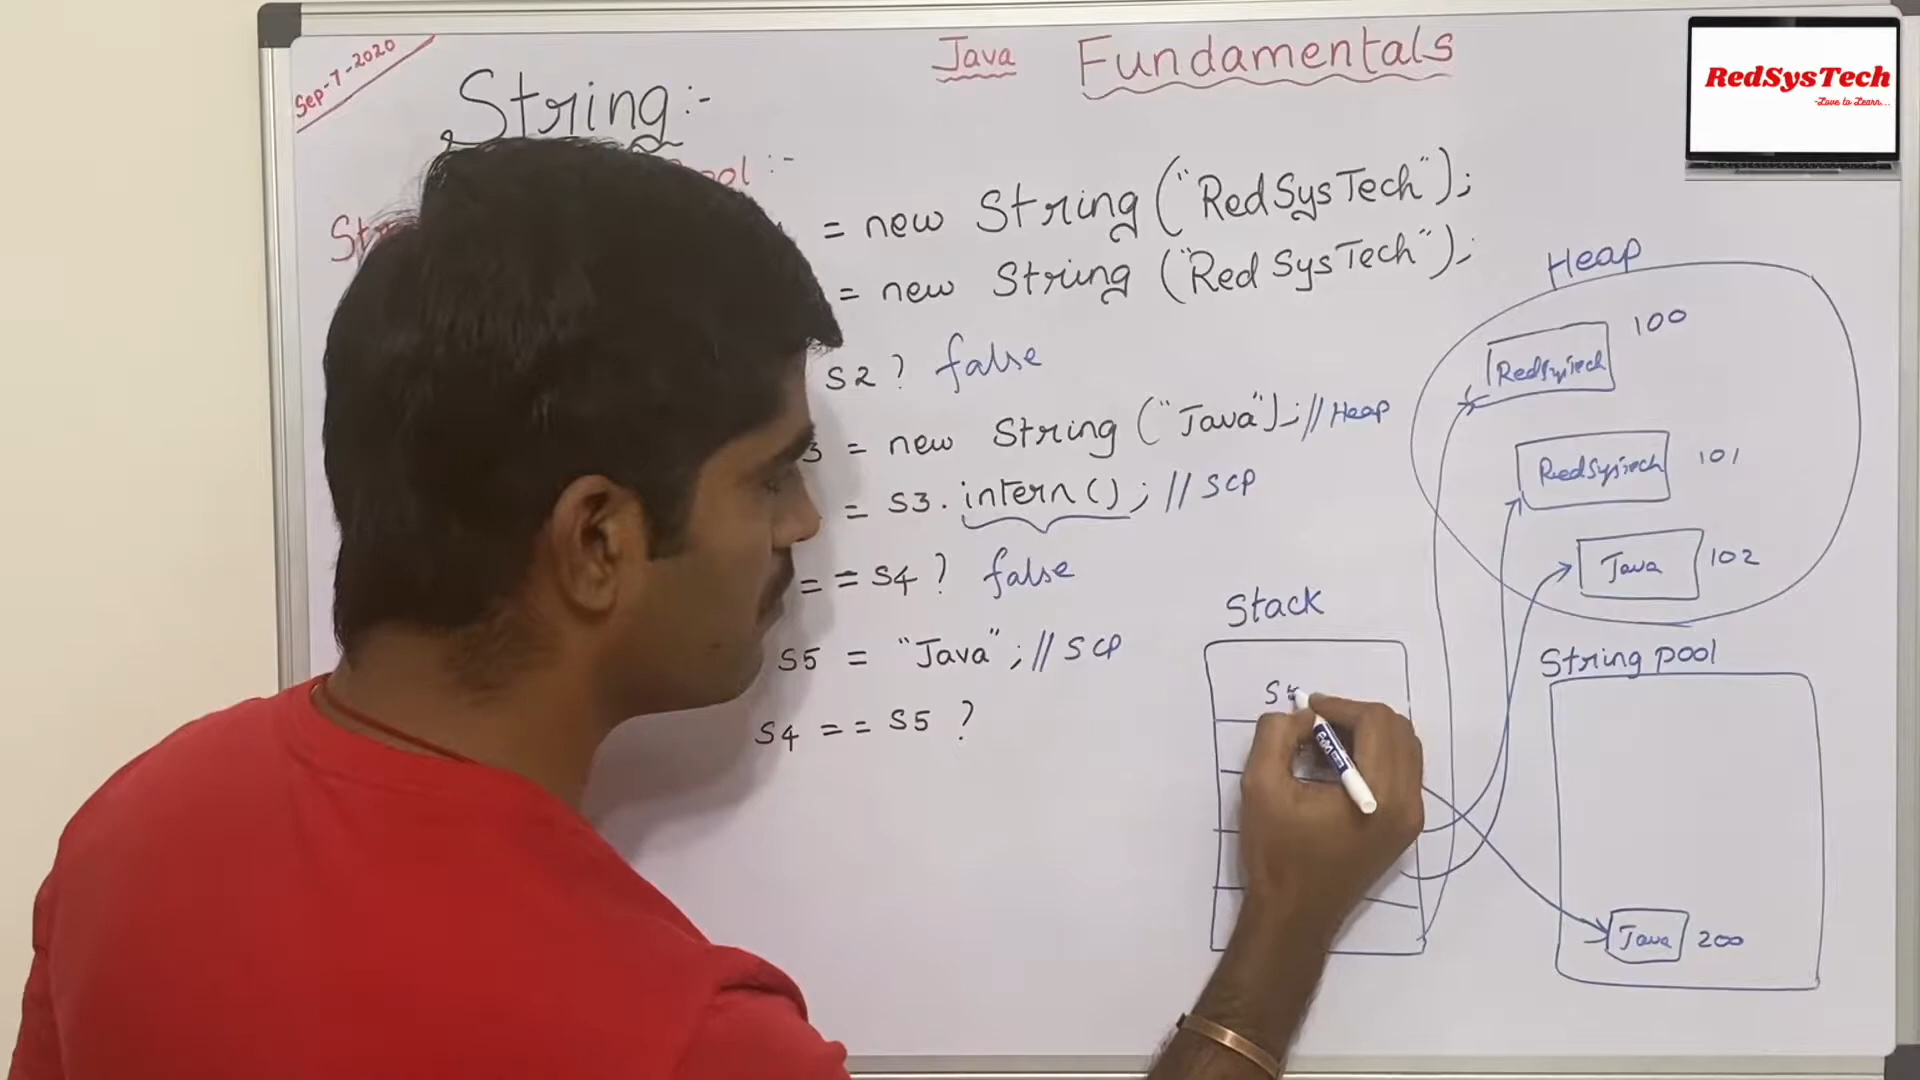 Sep-7-2020
Java Fundamentals
RedSysTech
-Love to Learn...
String:-
:-
= new String ("RedSysTech");
= new String ("RedSysTech");
S2 ? false
3 = new String ("Java"); // Heap
= S3.intern(); // SCP
= = S4 ? false
S5 = "Java"; // SCP
S4 == S5 ?
Heap
RedSysTech 100
RedSysTech 101
Java 102
Stack
String pool
Java 200